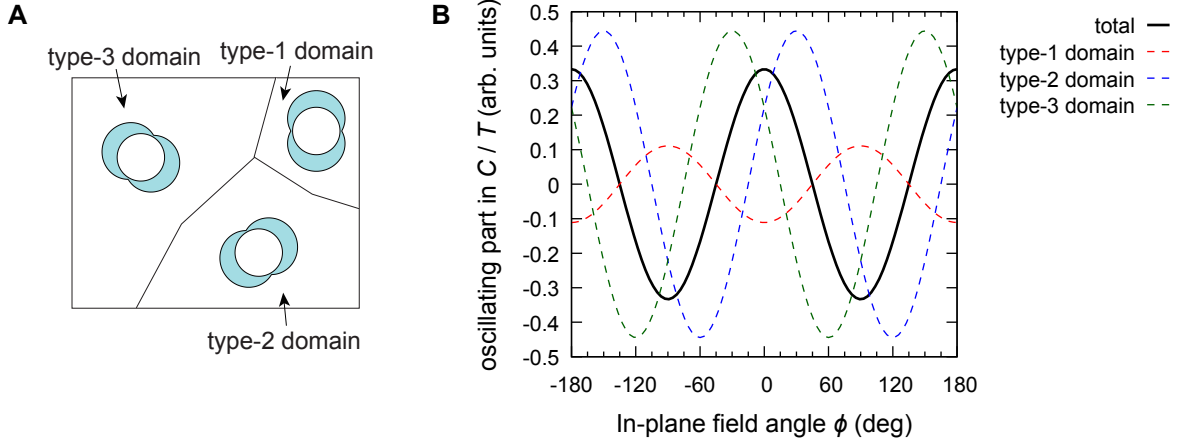 A
type-3 domain
type-1 domain
type-2 domain
B
oscillating part in C / T (arb. units)
0.5
0.4
0.3
0.2
0.1
0
-0.1
-0.2
-0.3
-0.4
-0.5
-180 -120 -60 0 60 120 180
In-plane field angle ϕ (deg)
total
type-1 domain
type-2 domain
type-3 domain